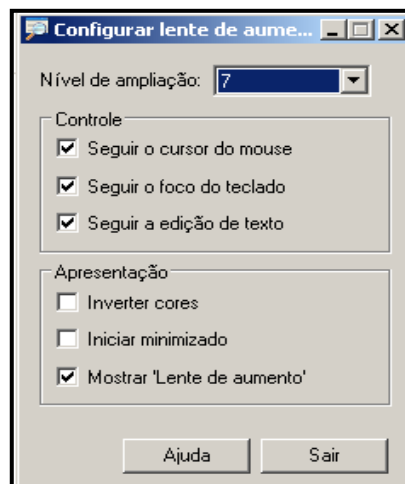 Configurar lente de aume...
Nível de ampliação: 7
Controle
Seguir o cursor do mouse
Seguir o foco do teclado
Seguir a edição de texto
Apresentação
Inverter cores
Iniciar minimizado
Mostrar 'Lente de aumento'
Ajuda Sair